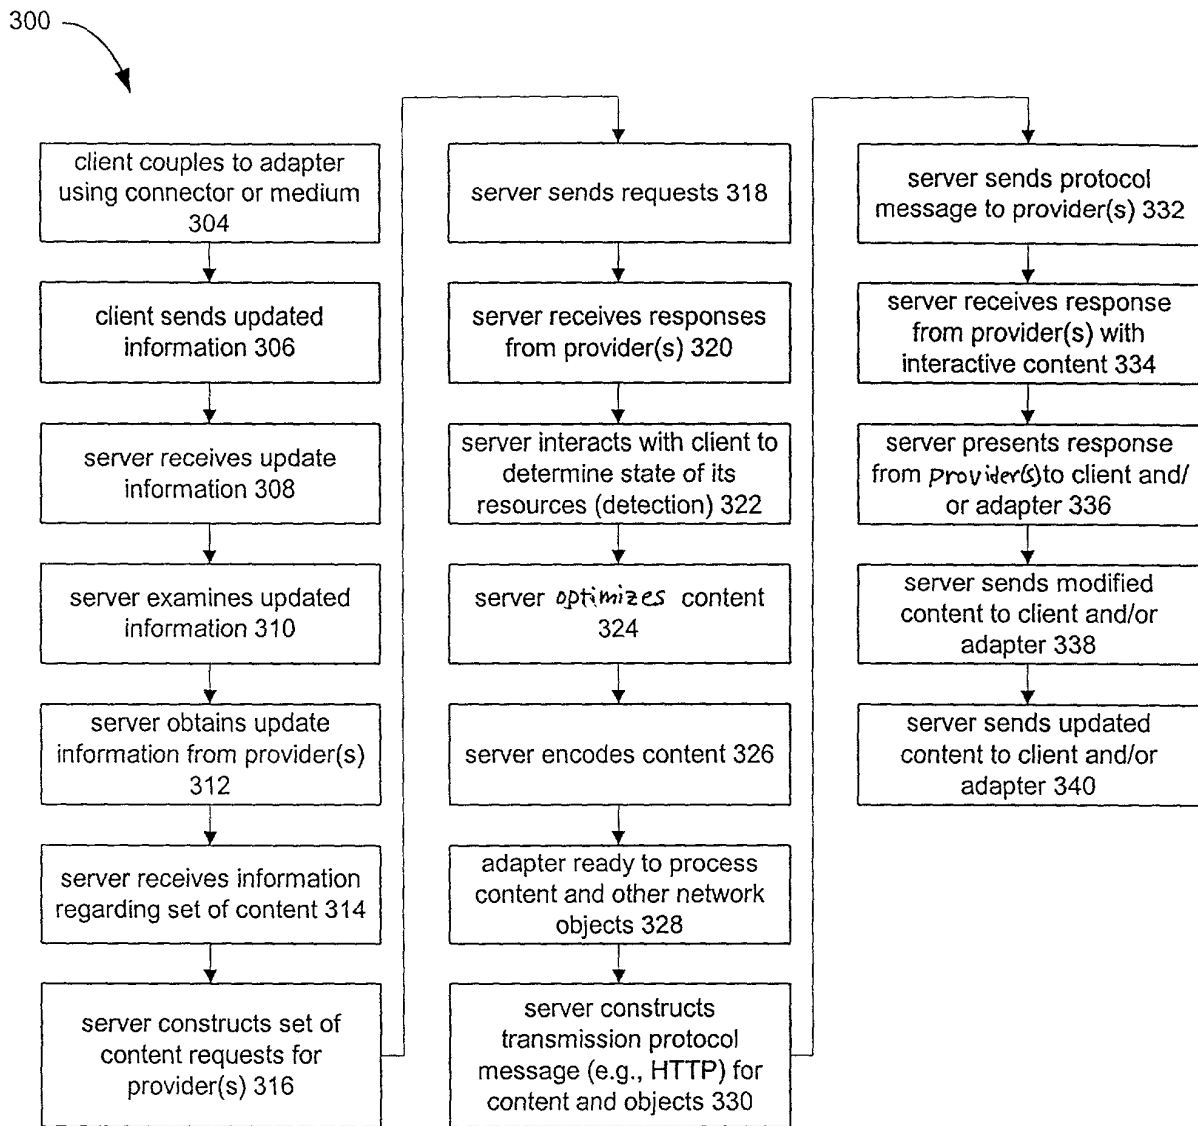 300
client couples to adapter
using connector or medium
304
client sends updated
information 306
server receives update
information 308
server examines updated
information 310
server obtains update
information from provider(s)
312
server receives information
regarding set of content 314
server constructs set of
content requests for
provider(s) 316
server sends requests 318
server receives responses
from provider(s) 320
server interacts with client to
determine state of its
resources (detection) 322
server optimizes content
324
server encodes content 326
adapter ready to process
content and other network
objects 328
server constructs
transmission protocol
message (e.g., HTTP) for
content and objects 330
server sends protocol
message to provider(s) 332
server receives response
from provider(s) with
interactive content 334
server presents response
from provider(s) to client and/
or adapter 336
server sends modified
content to client and/or
adapter 338
server sends updated
content to client and/or
adapter 340